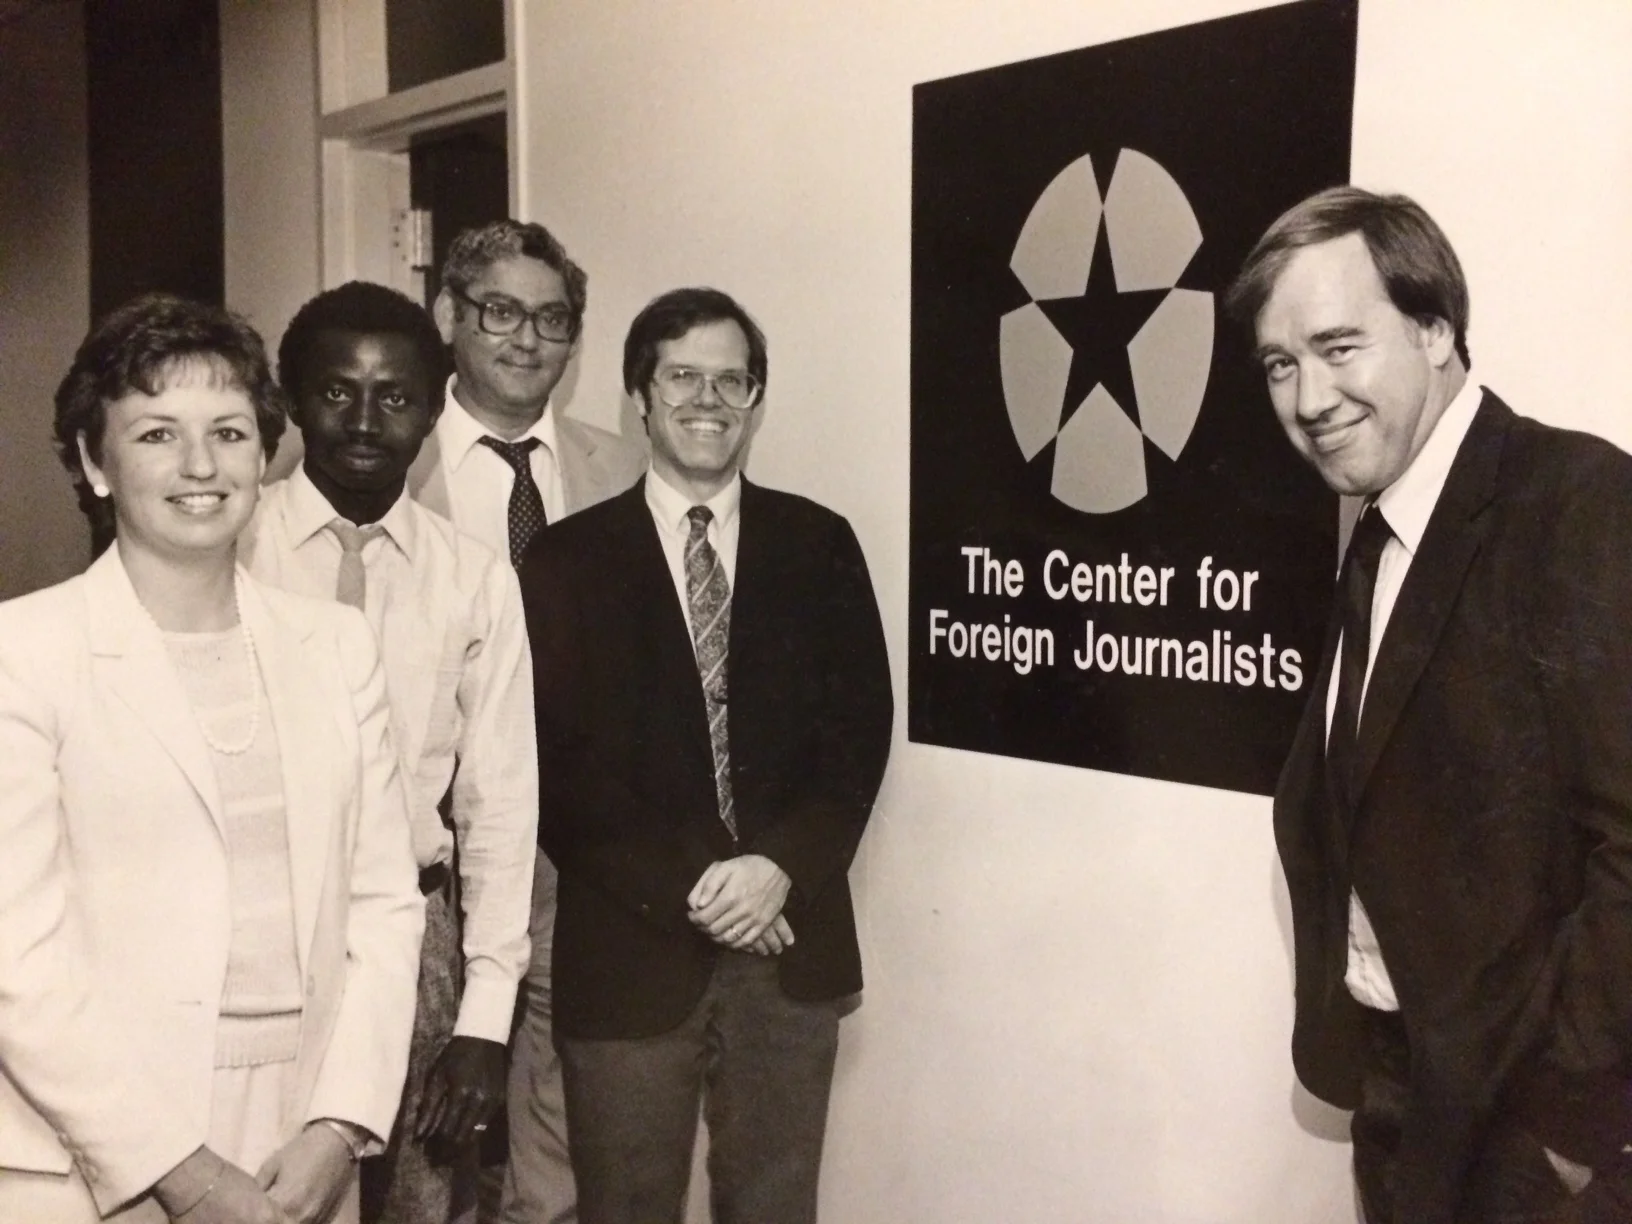 The Center for
Foreign Journalists